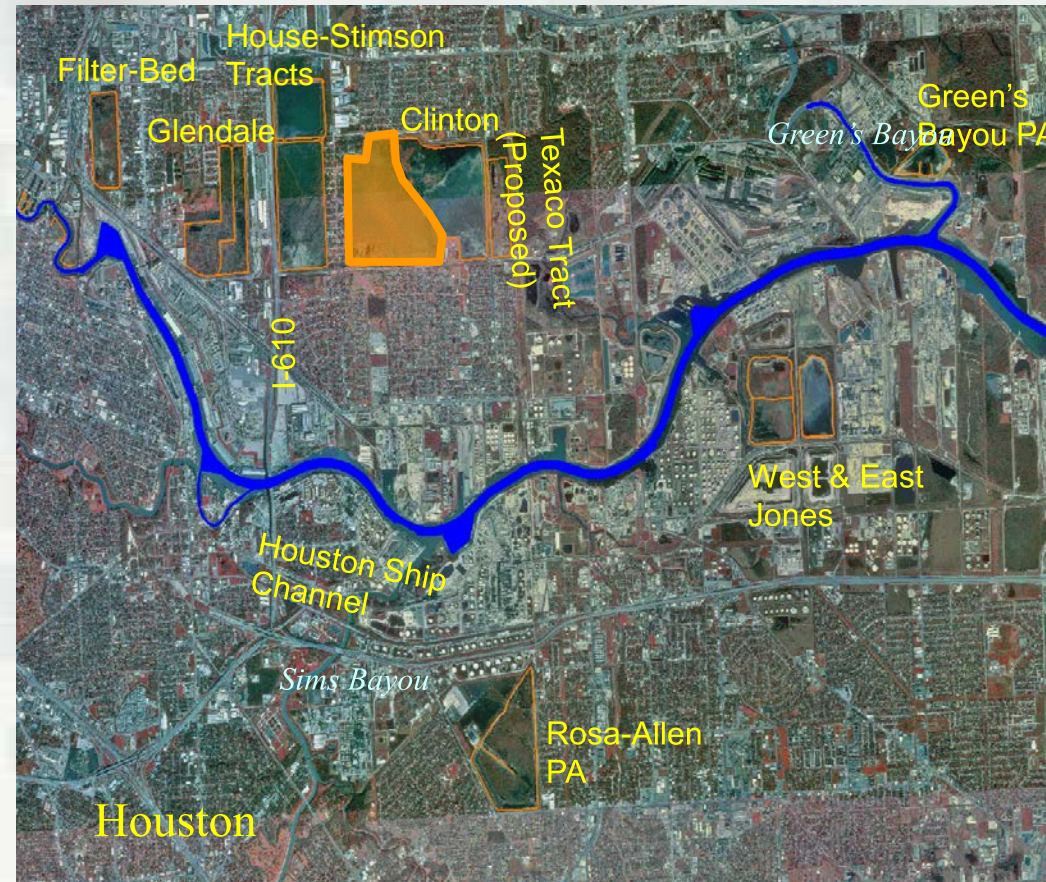 House-Stimson
Tracts
Filter-Bed
Glendale
Clinton
Texaco Tract
(Proposed)
Green's
Bayou PA
Green's Bayou
I-610
West & East
Jones
Houston Ship
Channel
Sims Bayou
Rosa-Allen
PA
Houston